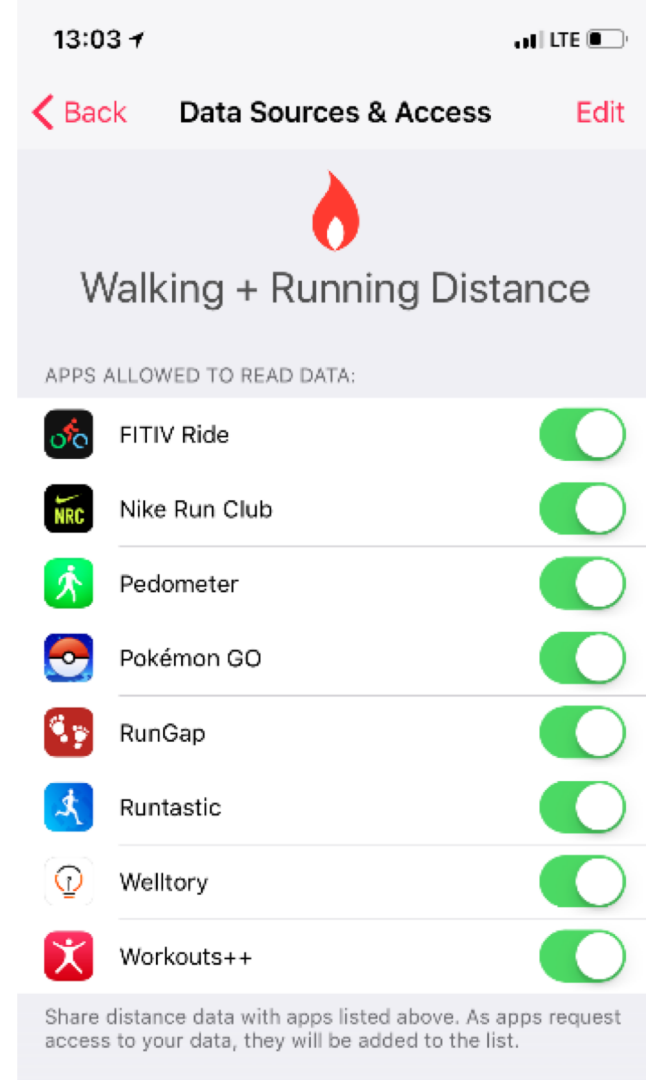 13:03 LTE
Back Data Sources & Access Edit
Walking + Running Distance
APPS ALLOWED TO READ DATA:
FITIV Ride
NRC Nike Run Club
Pedometer
Pokémon GO
RunGap
Runtastic
Welltory
Workouts++
Share distance data with apps listed above. As apps request
access to your data, they will be added to the list.